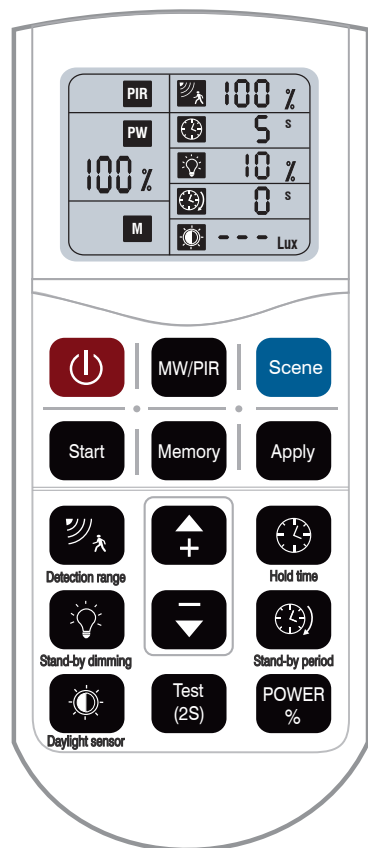 PIR
100 %
PW
5 s
100 %
10 %
0 s
M
--- Lux
MW/PIR
Scene
Start
Memory
Apply
+
Detection range
Hold time
−
Stand-by dimming
Stand-by period
Test
(2S)
POWER
%
Daylight sensor